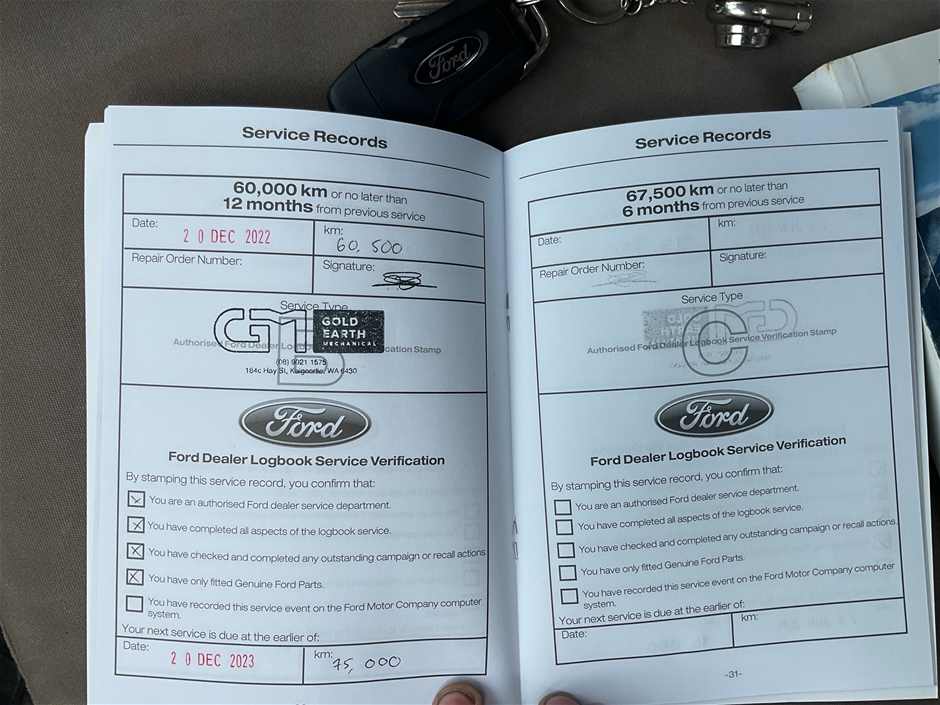 Ford
Service Records
60,000 km or no later than
12 months from previous service
Date:
20 DEC 2022
km:
60,500
Repair Order Number:
Signature:
Service Type
B
GEM
GOLD
EARTH
MECHANICAL
Authorised Ford Dealer Logbook Verification Stamp
(08) 9021 1575
184c Hay St, Kalgoorlie, WA 6430
Ford
Ford Dealer Logbook Service Verification
By stamping this service record, you confirm that:
You are an authorised Ford dealer service department.
You have completed all aspects of the logbook service.
You have checked and completed any outstanding campaign or recall actions.
You have only fitted Genuine Ford Parts.
You have recorded this service event on the Ford Motor Company computer
system.
Your next service is due at the earlier of:
Date:
20 DEC 2023
km:
75,000
Service Records
67,500 km or no later than
6 months from previous service
Date:
km:
Repair Order Number:
Signature:
Service Type
C
Authorised Ford Dealer Logbook Service Verification Stamp
Ford
Ford Dealer Logbook Service Verification
By stamping this service record, you confirm that:
You are an authorised Ford dealer service department.
You have completed all aspects of the logbook service.
You have checked and completed any outstanding campaign or recall actions.
You have only fitted Genuine Ford Parts.
You have recorded this service event on the Ford Motor Company computer
system.
Your next service is due at the earlier of:
Date:
km:
-31-